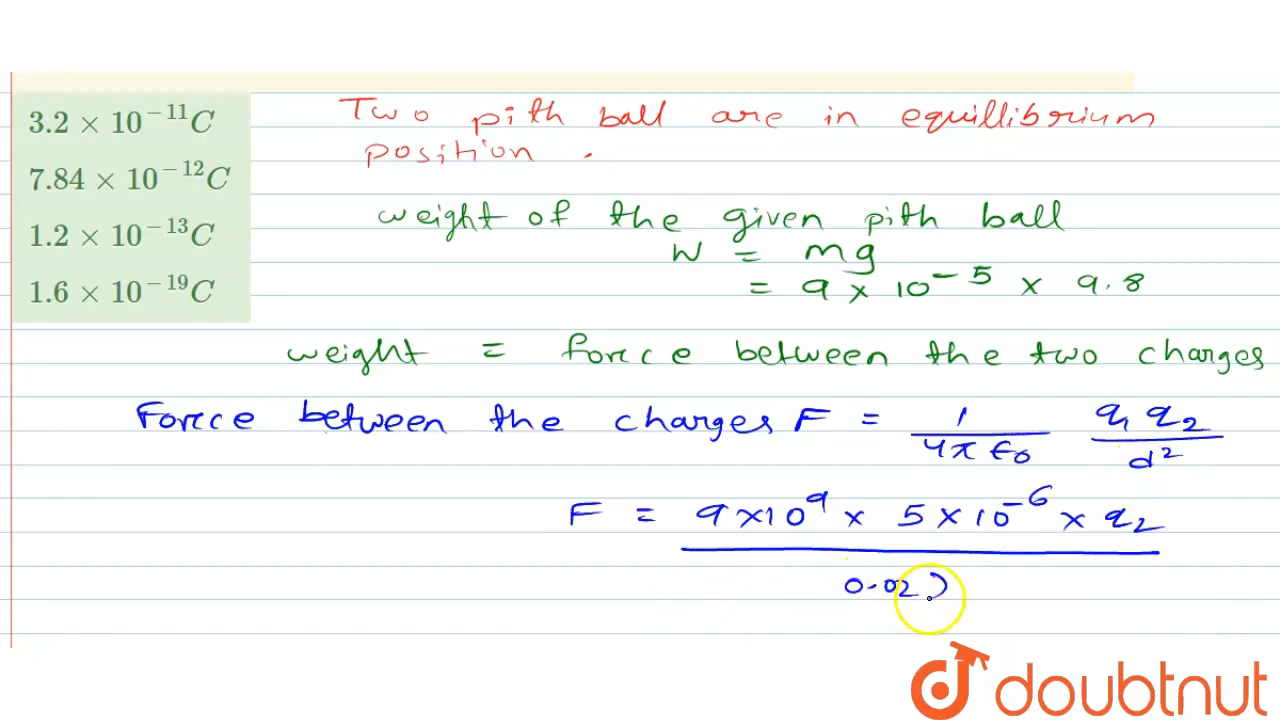 3.2 × 10⁻¹¹C
7.84 × 10⁻¹²C
1.2 × 10⁻¹³C
1.6 × 10⁻¹⁹C
Two pith ball are in equillibrium
position .
weight of the given pith ball
W = mg
= 9 × 10⁻⁵ × 9.8
weight = force between the two charges
Force between the charges F = 1/4πε₀ q₁q₂/d²
F = 9×10⁹ × 5×10⁻⁶ × q₂
0.02)
doubtnut